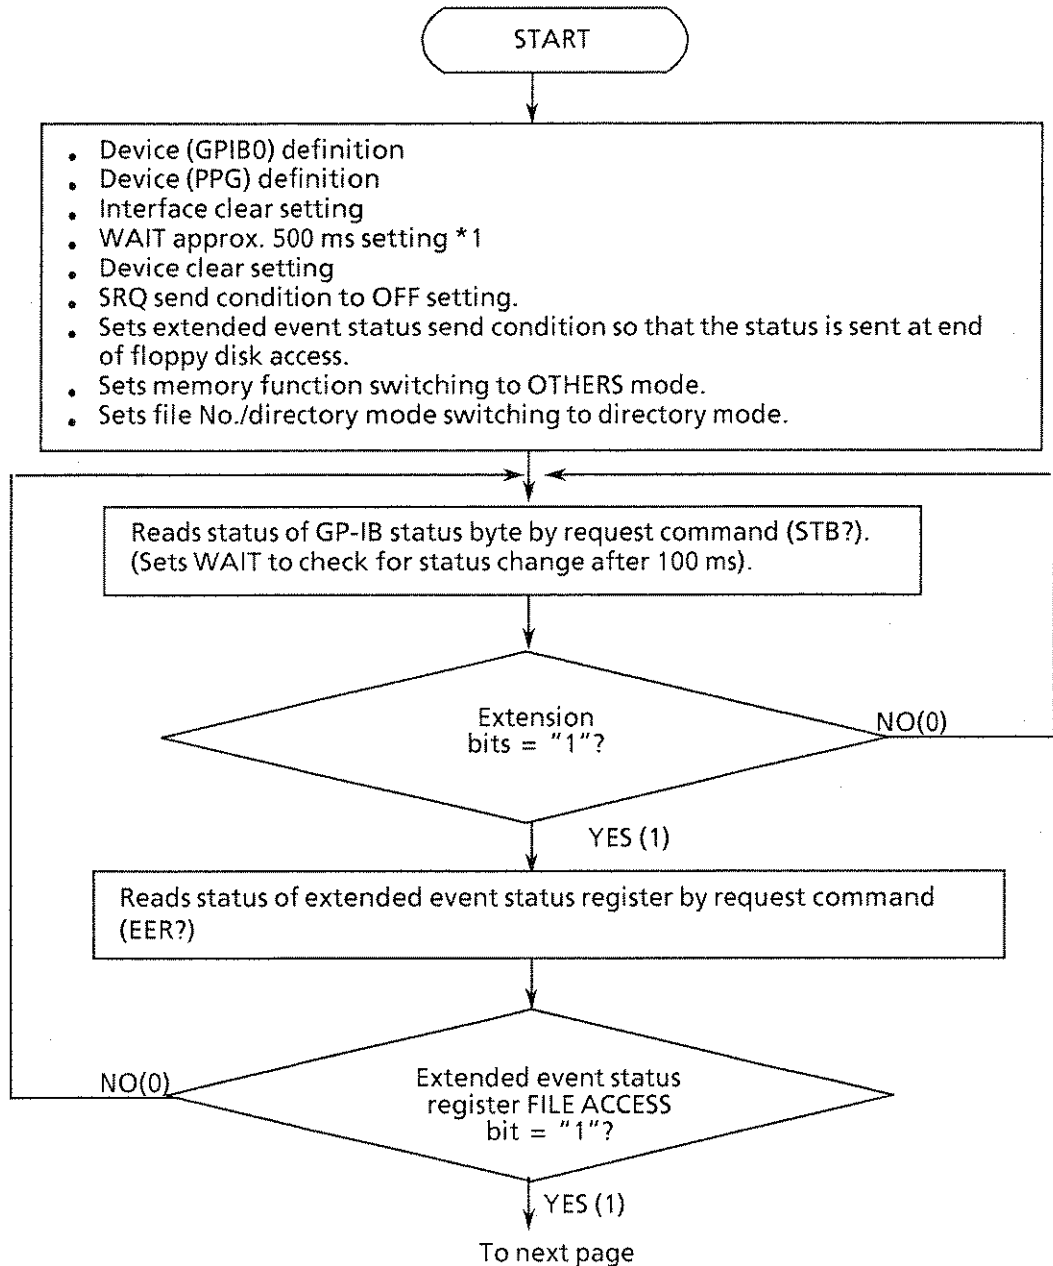 START
• Device (GPIB0) definition
• Device (PPG) definition
• Interface clear setting
• WAIT approx. 500 ms setting *1
• Device clear setting
• SRQ send condition to OFF setting.
• Sets extended event status send condition so that the status is sent at end
of floppy disk access.
• Sets memory function switching to OTHERS mode.
• Sets file No./directory mode switching to directory mode.
Reads status of GP-IB status byte by request command (STB?).
(Sets WAIT to check for status change after 100 ms).
Extension
bits = "1"?
NO(0)
YES (1)
Reads status of extended event status register by request command
(EER?)
NO(0)
Extended event status
register FILE ACCESS
bit = "1"?
YES (1)
To next page